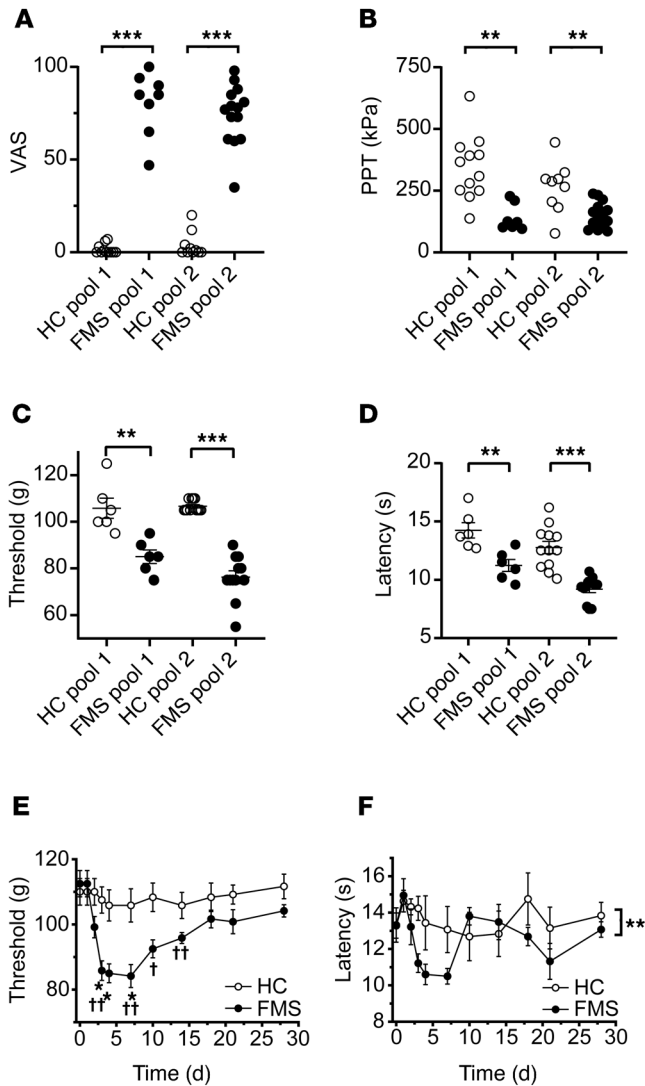 A
*** ***
VAS
100
50
0
HC pool 1
FMS pool 1
HC pool 2
FMS pool 2
B
** **
PPT (kPa)
750
500
250
0
HC pool 1
FMS pool 1
HC pool 2
FMS pool 2
C
** ***
Threshold (g)
120
100
80
60
HC pool 1
FMS pool 1
HC pool 2
FMS pool 2
D
** ***
Latency (s)
20
15
10
5
HC pool 1
FMS pool 1
HC pool 2
FMS pool 2
E
Threshold (g)
120
100
80
* * *
†† †† † ††
HC
FMS
0 5 10 15 20 25 30
Time (d)
F
Latency (s)
16
14
12
10
8
**
HC
FMS
0 5 10 15 20 25 30
Time (d)